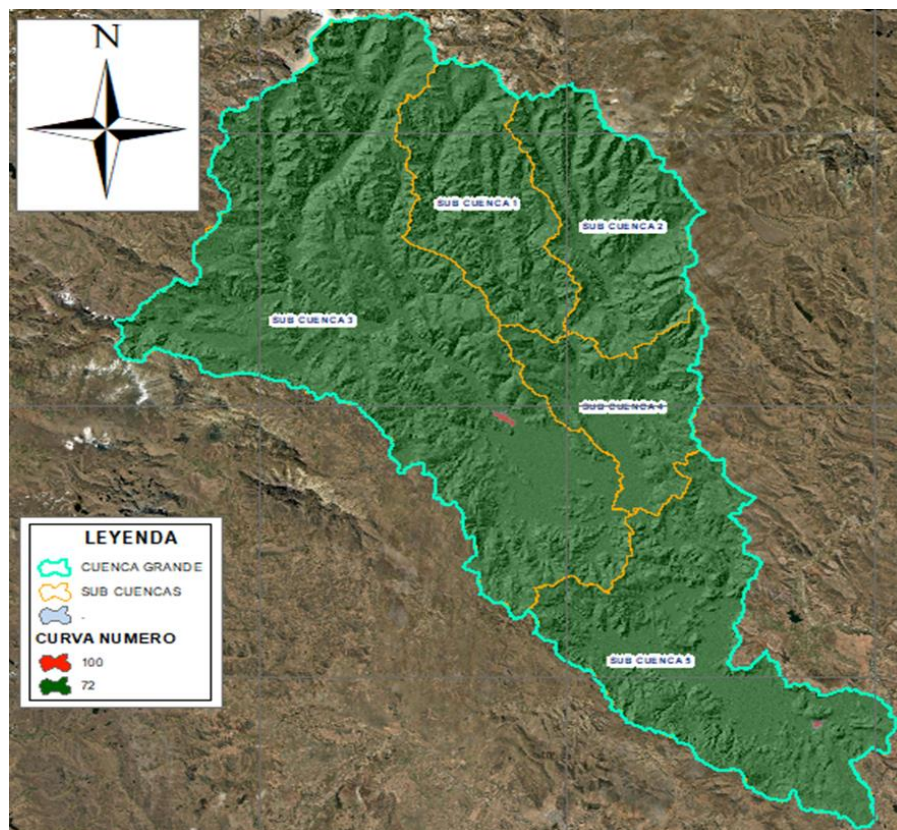 N
SUB CUENCA 1
SUB CUENCA 2
SUB CUENCA 3
SUB CUENCA 4
SUB CUENCA 5
LEYENDA
CUENCA GRANDE
SUB CUENCAS
-
CURVA NUMERO
100
72